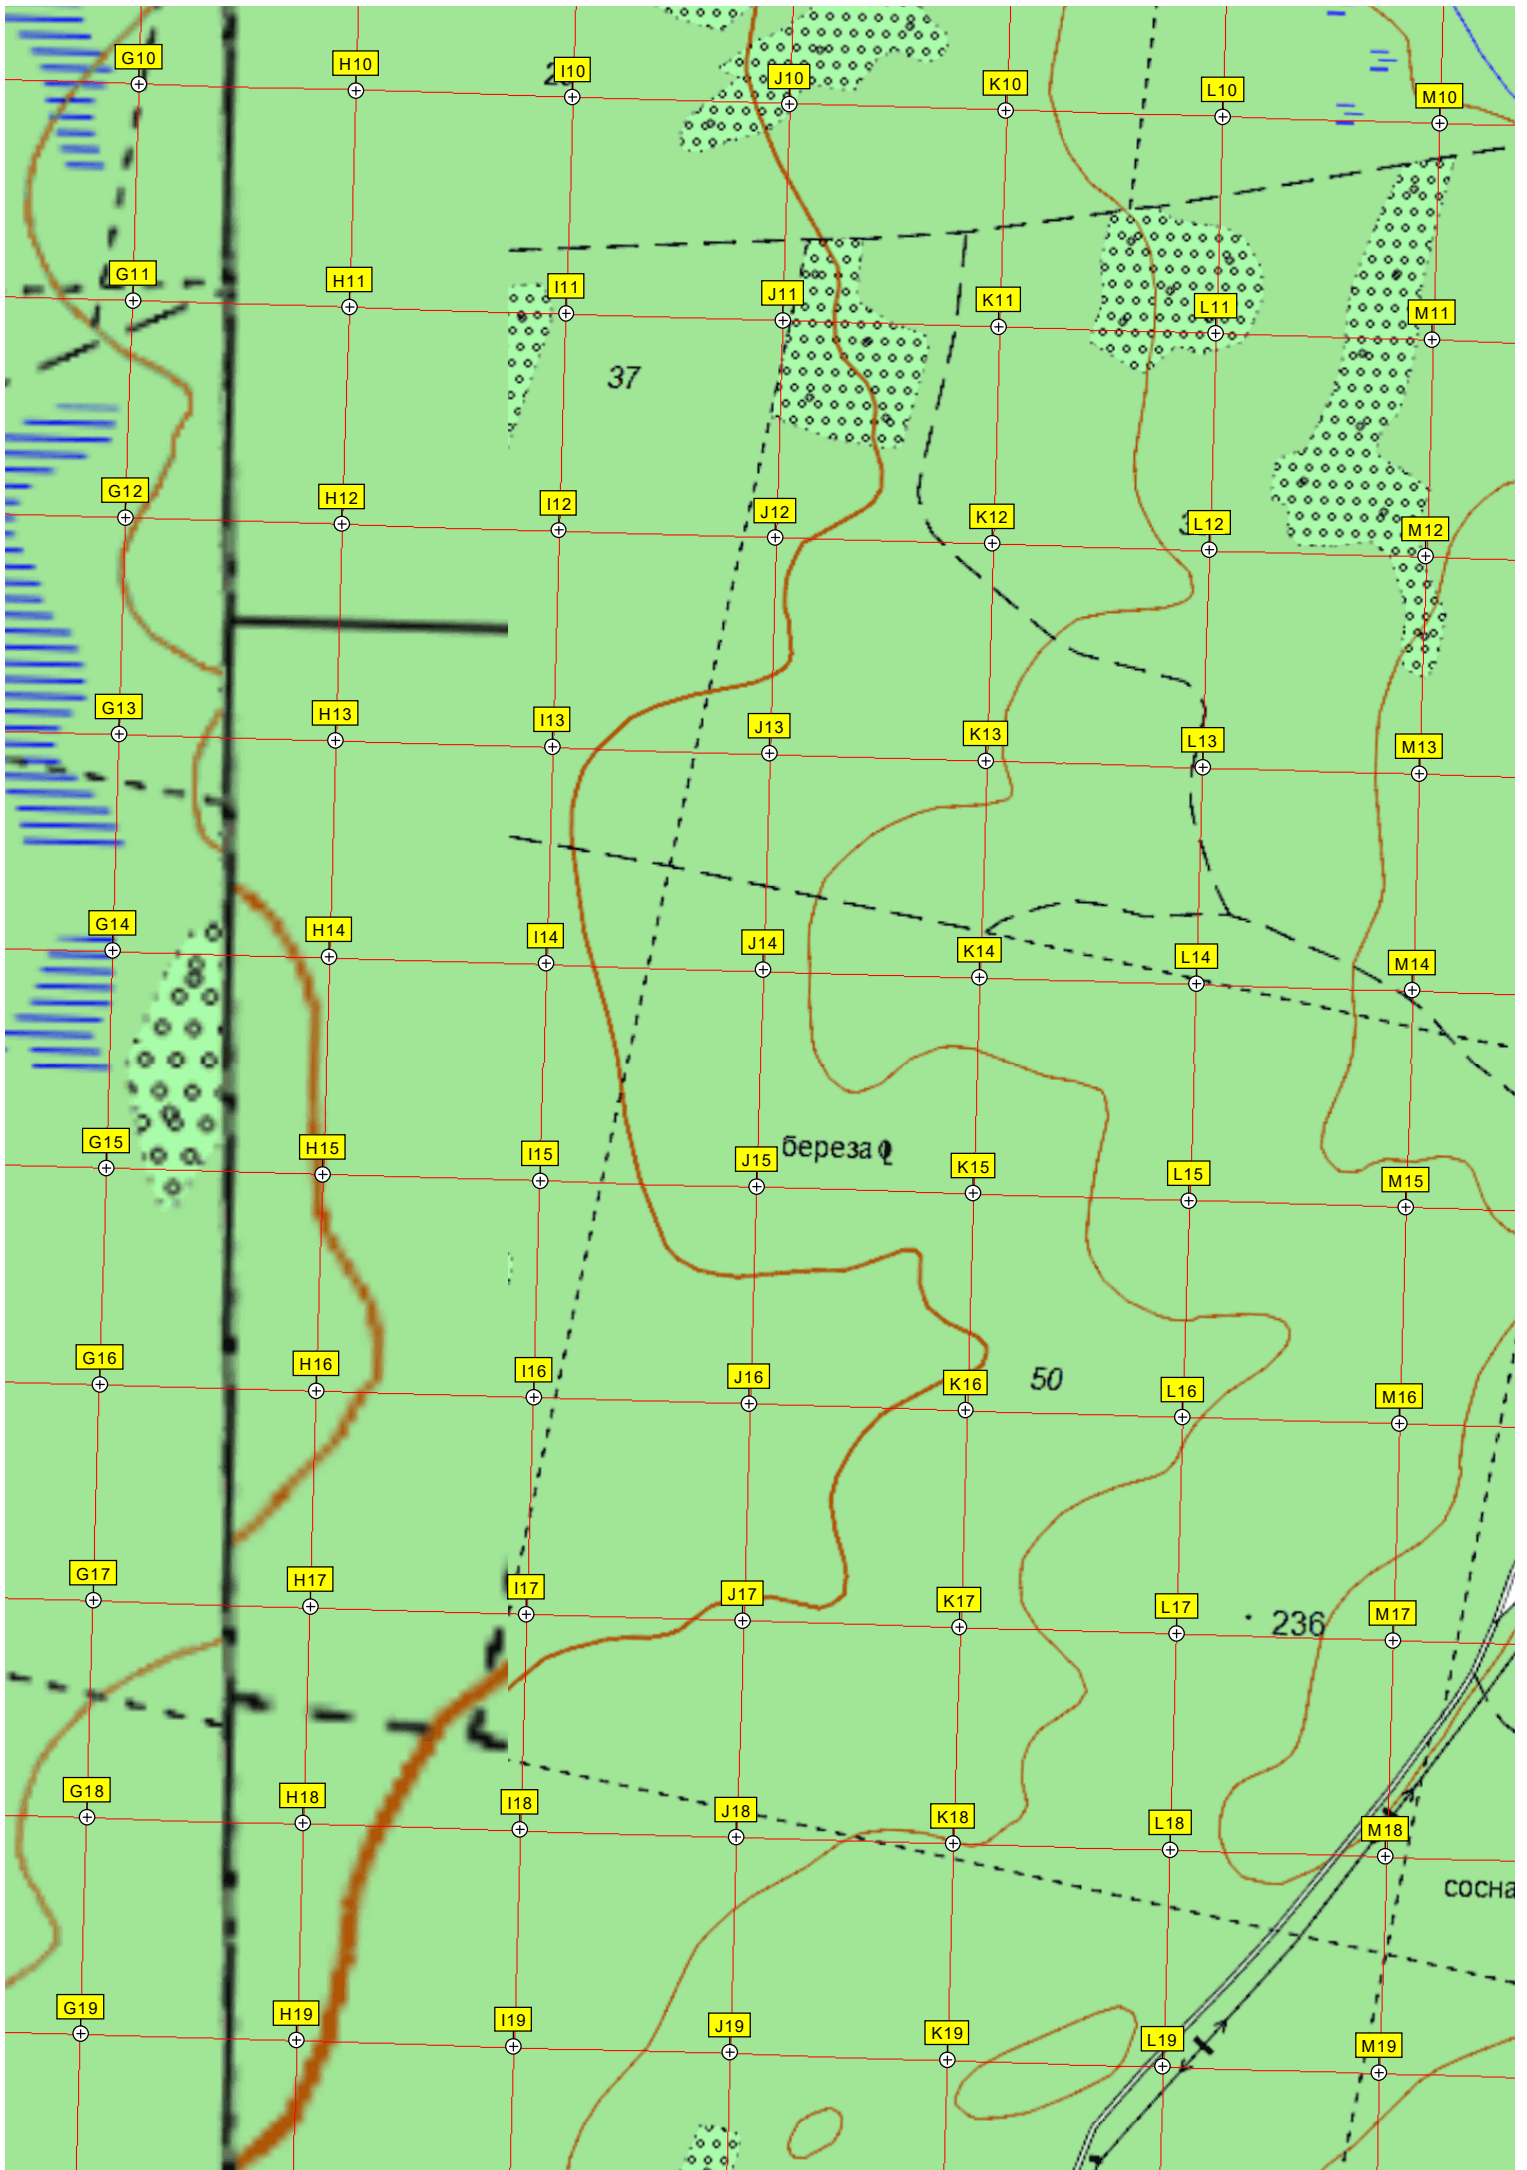 G10 H10 I10 J10 K10 L10 M10
G11 H11 I11 J11 K11 L11 M11
37
G12 H12 I12 J12 K12 L12 M12
G13 H13 I13 J13 K13 L13 M13
G14 H14 I14 J14 K14 L14 M14
береза
G15 H15 I15 J15 K15 L15 M15
G16 H16 I16 J16 K16 L16 M16
50
G17 H17 I17 J17 K17 L17 M17
236
G18 H18 I18 J18 K18 L18 M18
сосна
G19 H19 I19 J19 K19 L19 M19